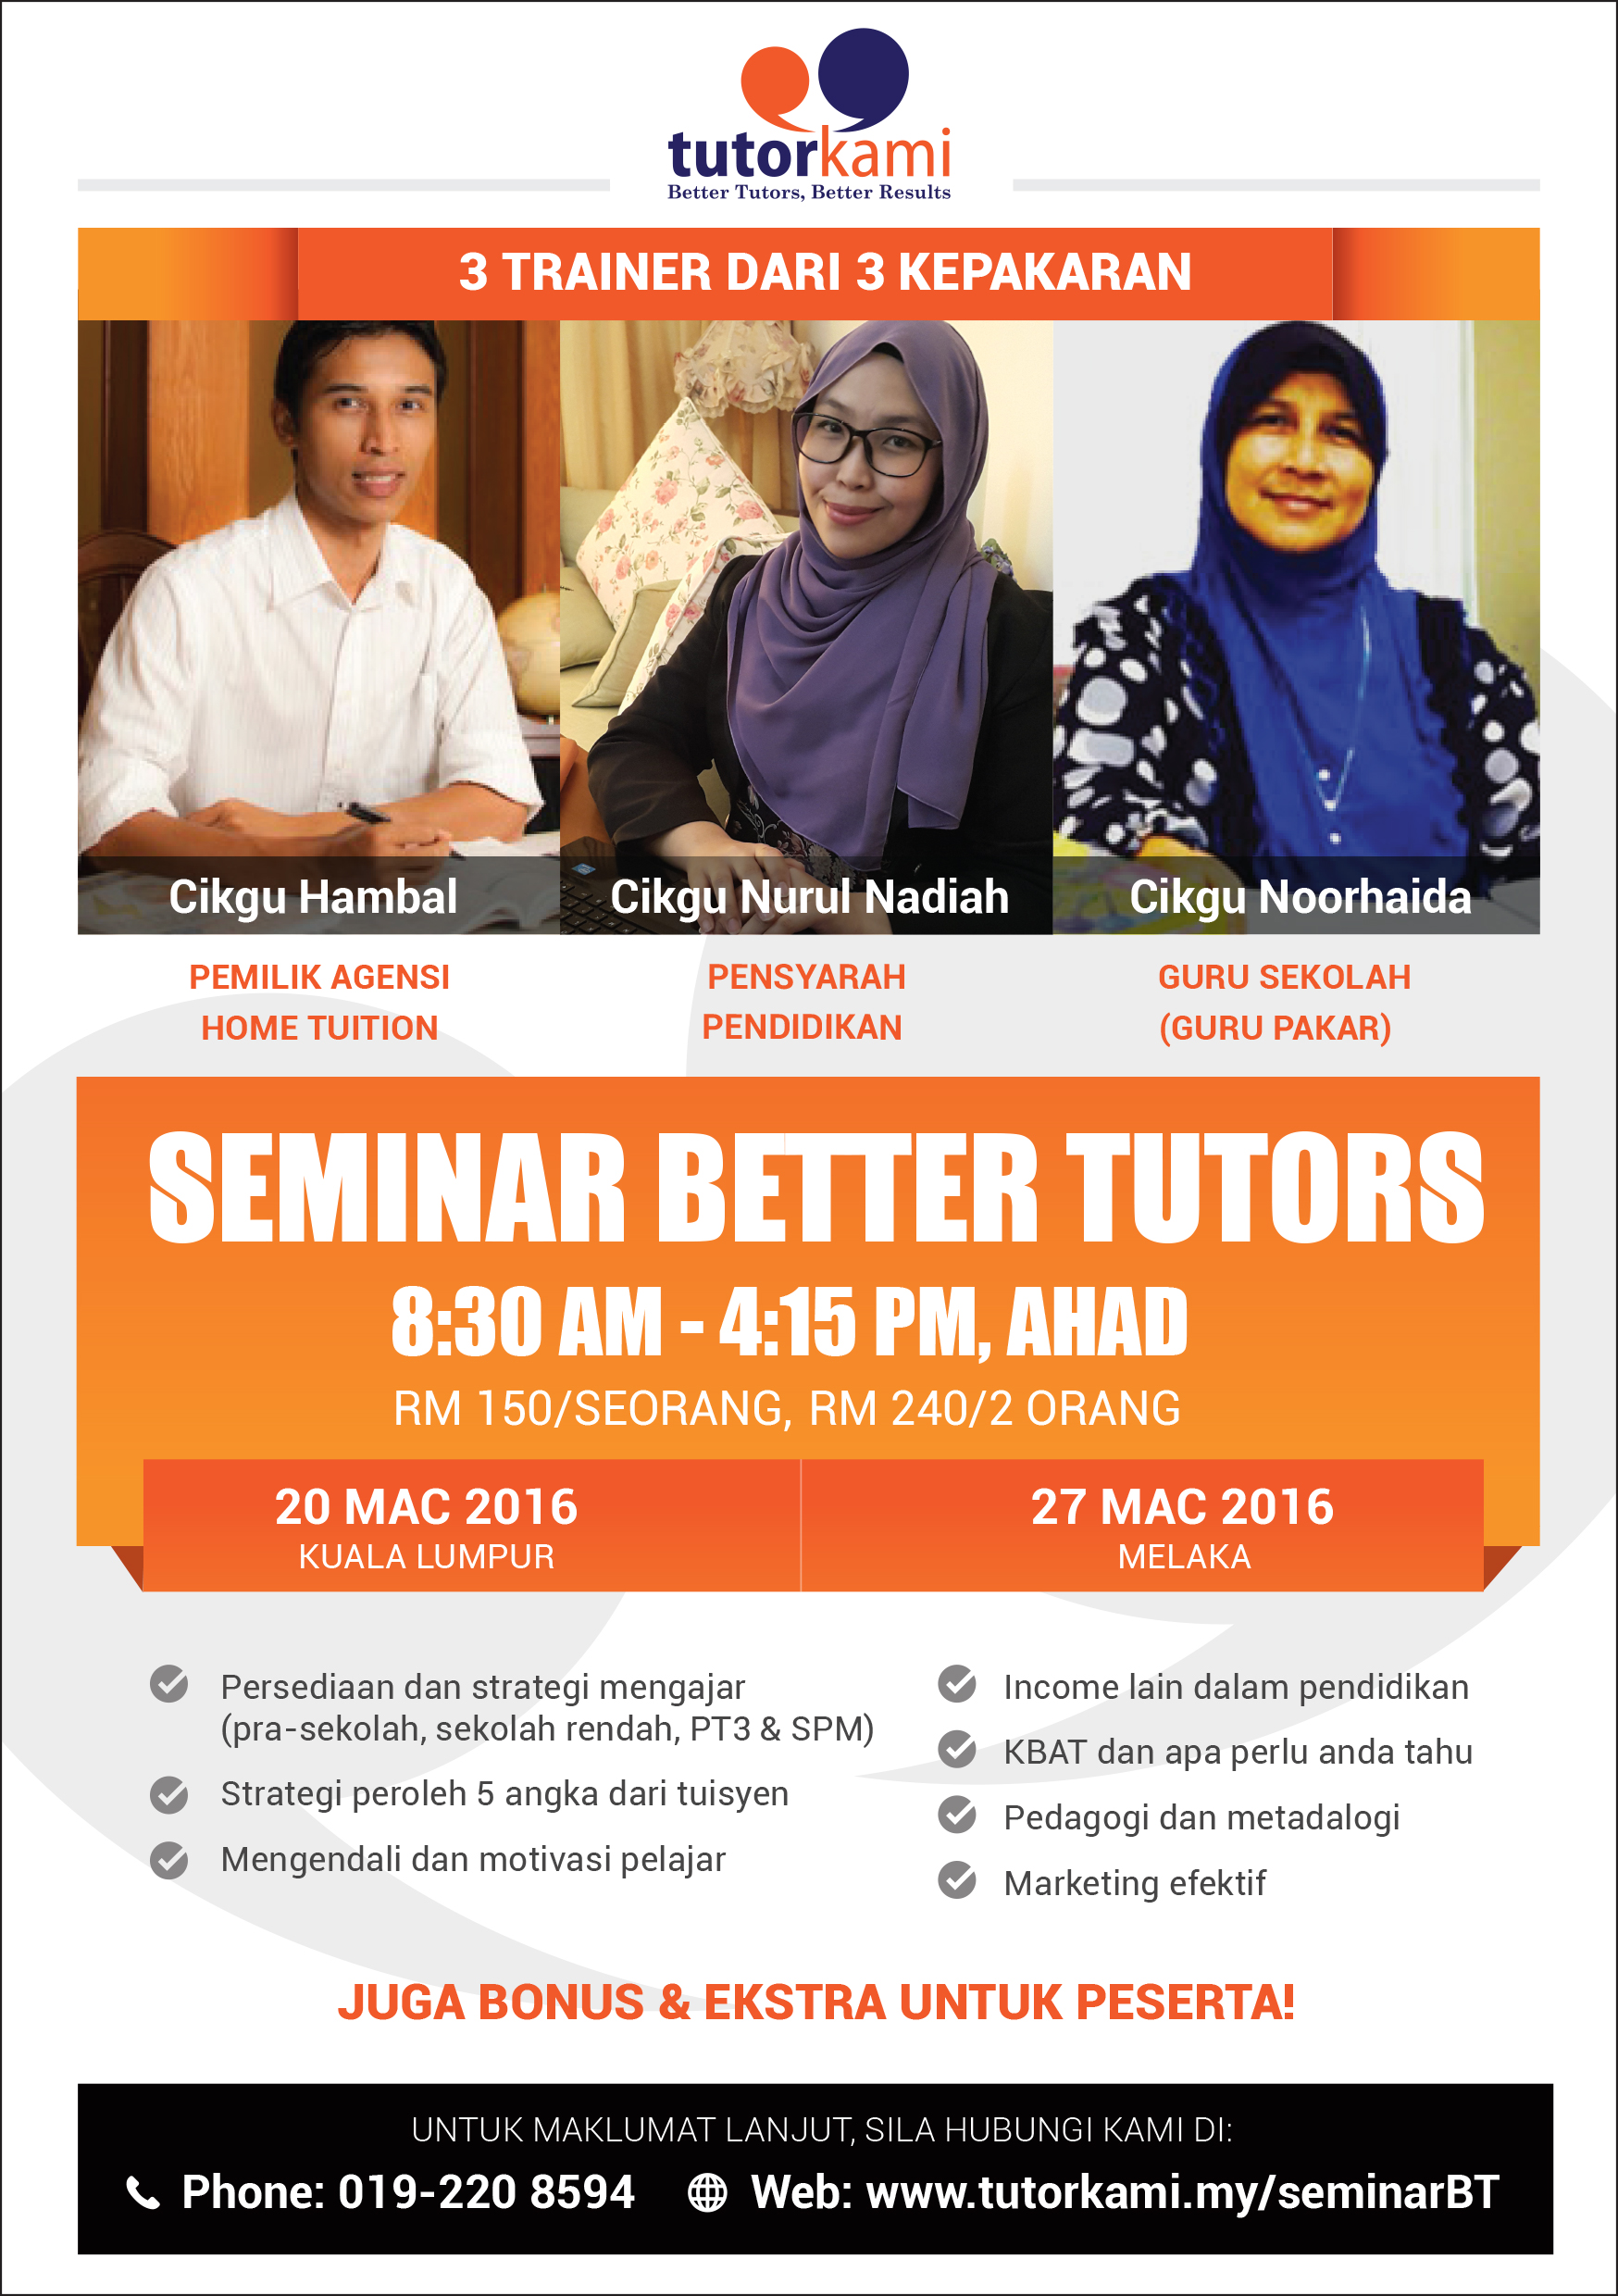 tutorkami
Better Tutors, Better Results
3 TRAINER DARI 3 KEPAKARAN
Cikgu Hambal
PEMILIK AGENSI
HOME TUITION
Cikgu Nurul Nadiah
PENSYARAH
PENDIDIKAN
Cikgu Noorhaida
GURU SEKOLAH
(GURU PAKAR)
SEMINAR BETTER TUTORS
8:30 AM - 4:15 PM, AHAD
RM 150/SEORANG, RM 240/2 ORANG
20 MAC 2016
KUALA LUMPUR
27 MAC 2016
MELAKA
Persediaan dan strategi mengajar
(pra-sekolah, sekolah rendah, PT3 & SPM)
Strategi peroleh 5 angka dari tuisyen
Mengendali dan motivasi pelajar
Income lain dalam pendidikan
KBAT dan apa perlu anda tahu
Pedagogi dan metadalogi
Marketing efektif
JUGA BONUS & EKSTRA UNTUK PESERTA!
UNTUK MAKLUMAT LANJUT, SILA HUBUNGI KAMI DI:
Phone: 019-220 8594
Web: www.tutorkami.my/seminarBT